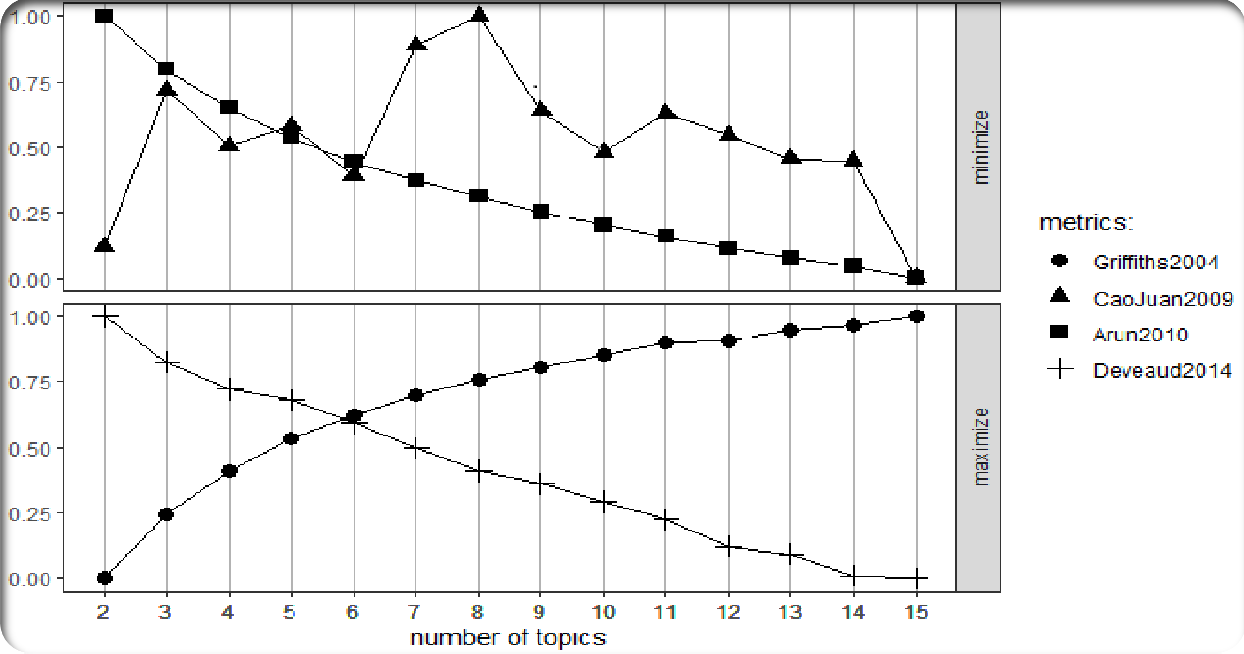 1.00
0.75
0.50
0.25
0.00
minimize
1.00
0.75
0.50
0.25
0.00
maximize
2 3 4 5 6 7 8 9 10 11 12 13 14 15
number of topics
metrics:
Griffiths2004
CaoJuan2009
Arun2010
Deveaud2014